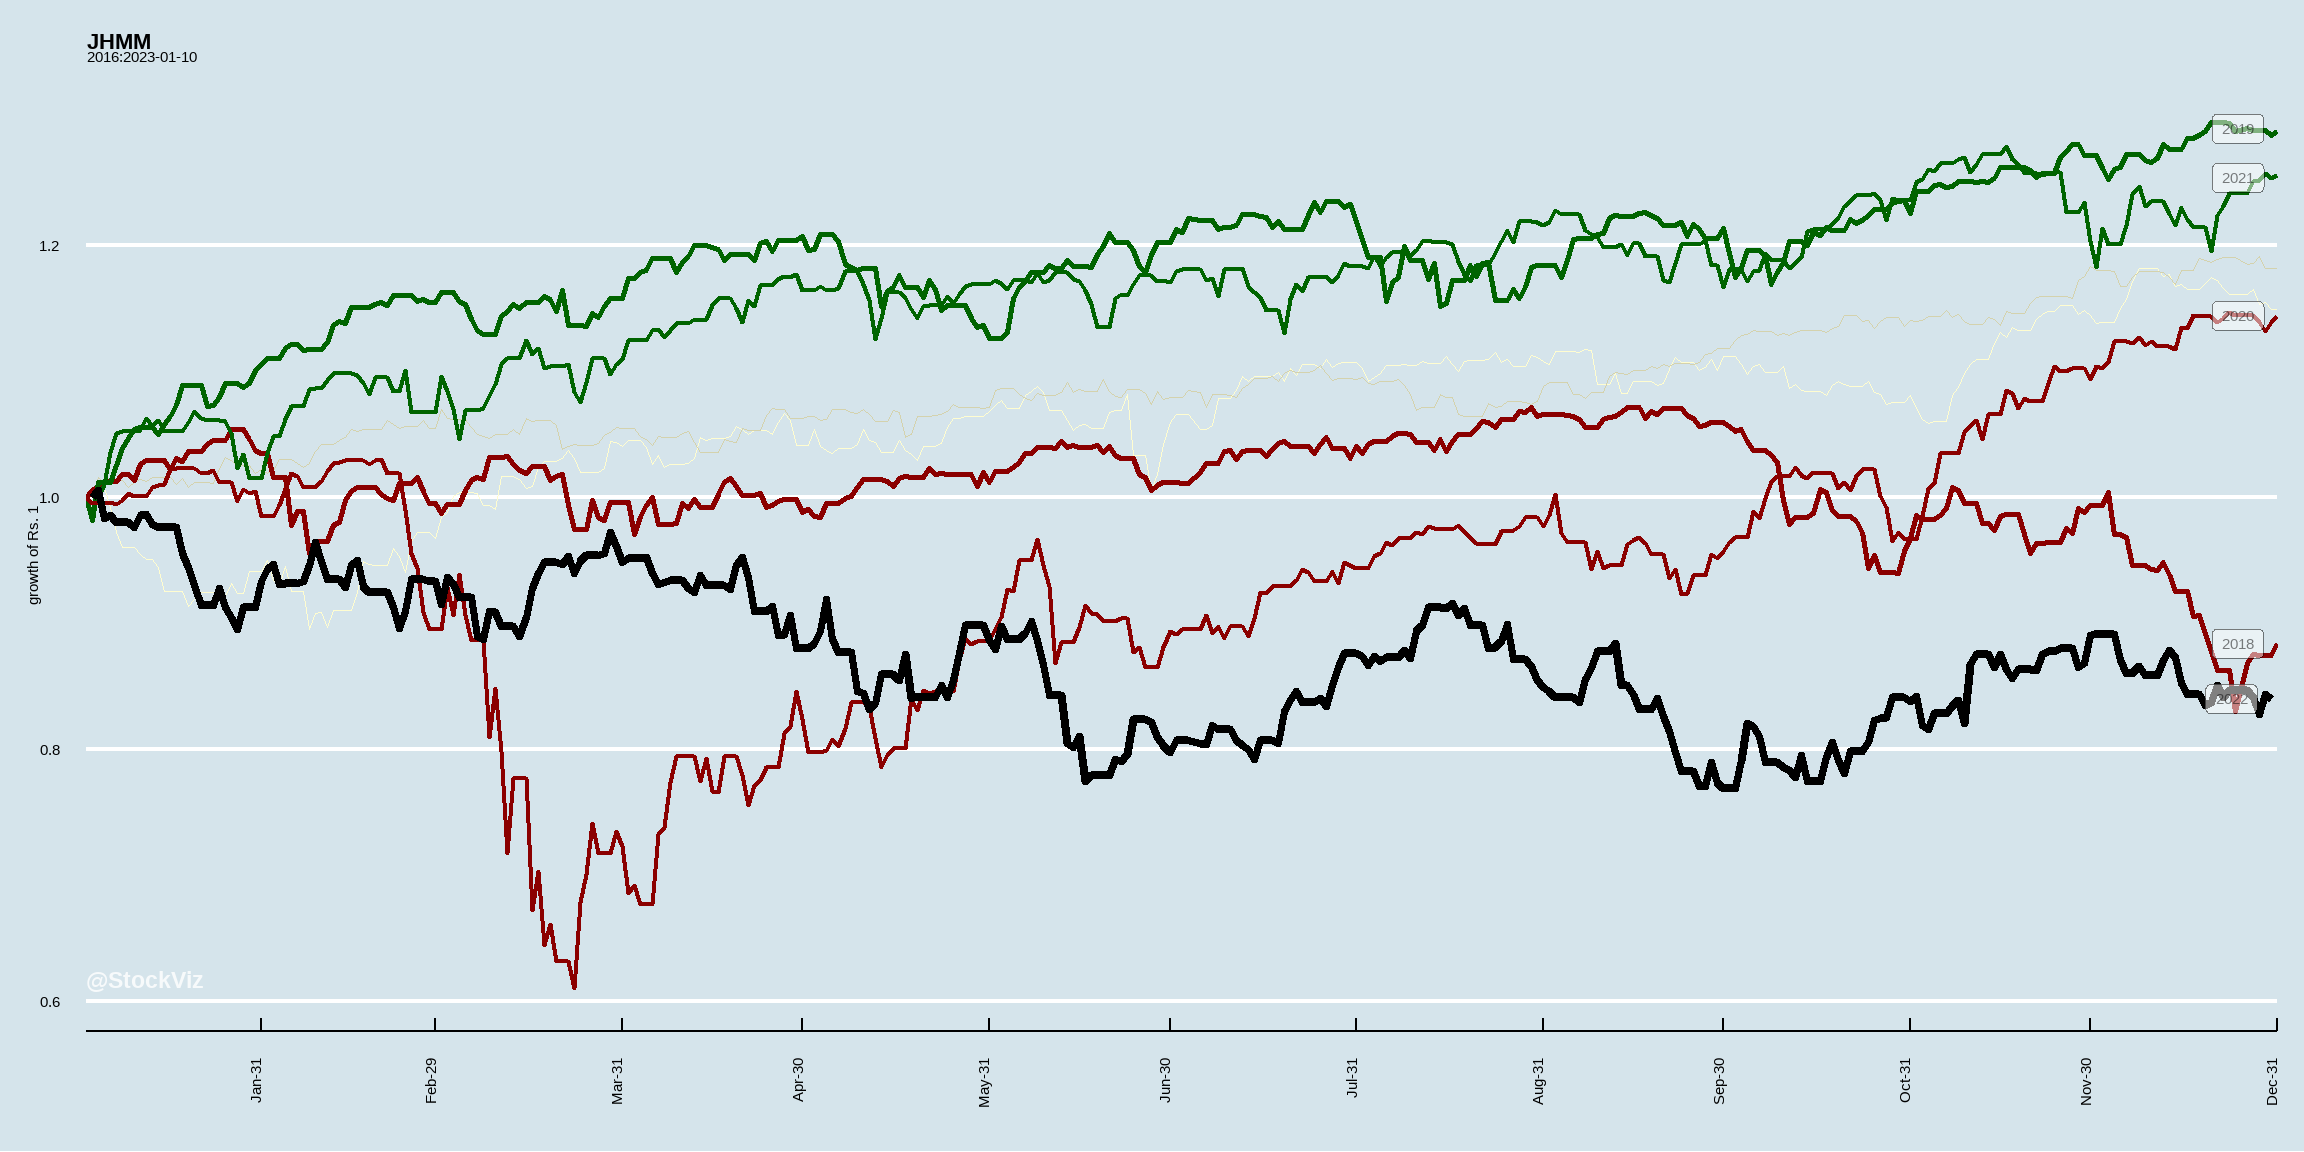 JHMM
2016:2023-01-10
2019
2021
1.2
2020
1.0
growth of Rs. 1
2018
2022
0.8
@StockViz
0.6
Jan-31
Feb-29
Mar-31
Apr-30
May-31
Jun-30
Jul-31
Aug-31
Sep-30
Oct-31
Nov-30
Dec-31